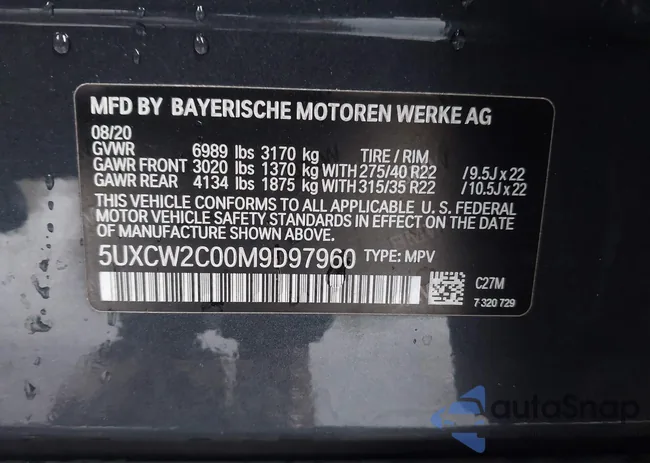 MFD BY BAYERISCHE MOTOREN WERKE AG
08/20
GVWR 6989 lbs 3170 kg TIRE / RIM
GAWR FRONT 3020 lbs 1370 kg WITH 275/40 R22 /9.5J x 22
GAWR REAR 4134 lbs 1875 kg WITH 315/35 R22 /10.5J x 22
THIS VEHICLE CONFORMS TO ALL APPLICABLE U. S. FEDERAL
MOTOR VEHICLE SAFETY STANDARDS IN EFFECT ON THE DATE
OF MANUFACTURE SHOWN ABOVE.
5UXCW2C00M9D97960 TYPE: MPV
C27M
7 320 729
autoSnap